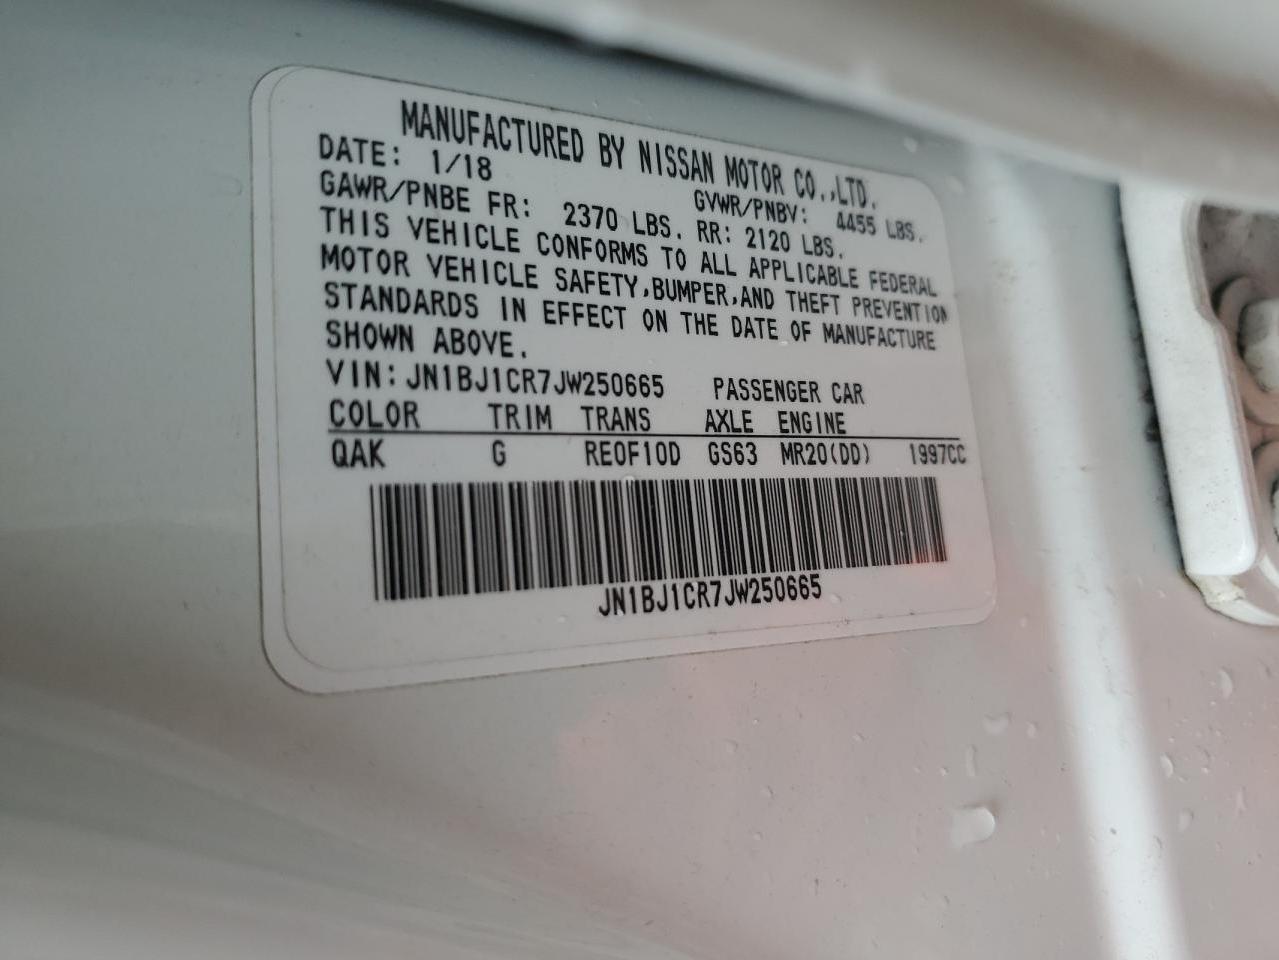 MANUFACTURED BY NISSAN MOTOR CO.,LTD.
DATE: 1/18 GVWR/PNBV: 4455 LBS.
GAWR/PNBE FR: 2370 LBS. RR: 2120 LBS.
THIS VEHICLE CONFORMS TO ALL APPLICABLE FEDERAL
MOTOR VEHICLE SAFETY,BUMPER,AND THEFT PREVENTION
STANDARDS IN EFFECT ON THE DATE OF MANUFACTURE
SHOWN ABOVE.
VIN: JN1BJ1CR7JW250665 PASSENGER CAR
COLOR TRIM TRANS AXLE ENGINE
QAK G RE0F10D GS63 MR20(DD) 1997CC
JN1BJ1CR7JW250665